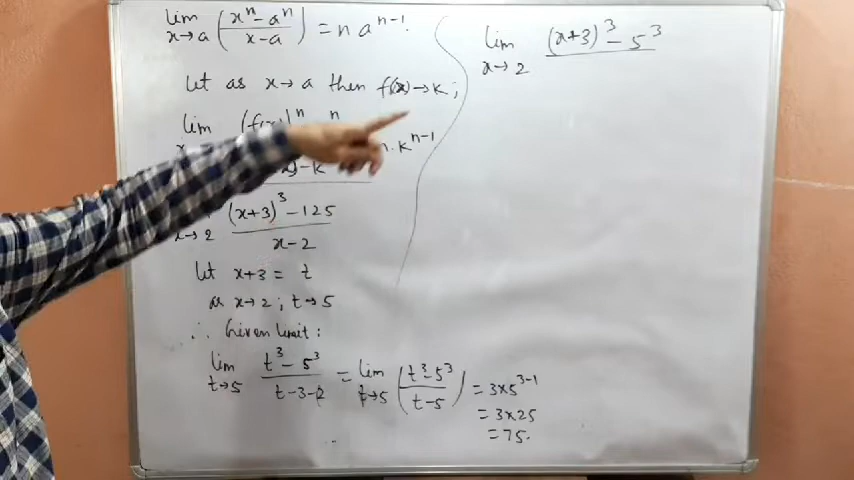 lim x→a (xⁿ - aⁿ / x - a) = n aⁿ⁻¹.
Let as x→a then f(x)→k;
lim (f(x))ⁿ n
- k n. kⁿ⁻¹
x→2 (x+3)³ - 125 / x - 2
Let x+3 = t
as x→2 ; t→5
∴ Given limit:
lim t→5 t³ - 5³ / t - 3 - 2 = lim t→5 (t³ - 5³ / t - 5) = 3×5³⁻¹
= 3×25
= 75.
lim x→2 (x+3)³ - 5³